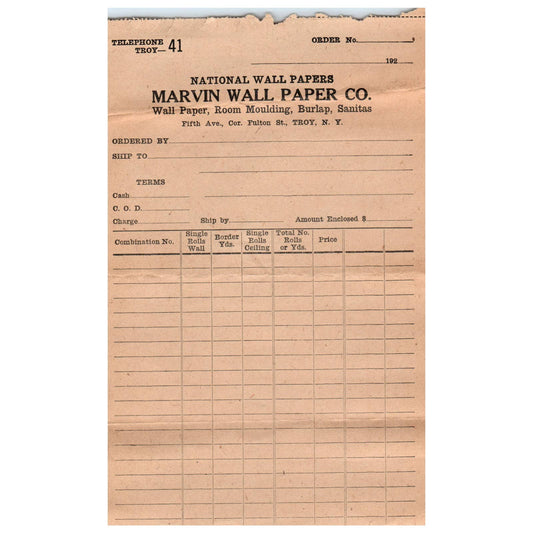 TELEPHONE
TROY— 41
ORDER No.
192
NATIONAL WALL PAPERS
MARVIN WALL PAPER CO.
Wall Paper, Room Moulding, Burlap, Sanitas
Fifth Ave., Cor. Fulton St., TROY, N. Y.
ORDERED BY
SHIP TO
TERMS
Cash
C. O. D.
Charge Ship by Amount Enclosed $
Combination No. Single Rolls Wall Border Yds. Single Rolls Ceiling Total No. Rolls or Yds. Price